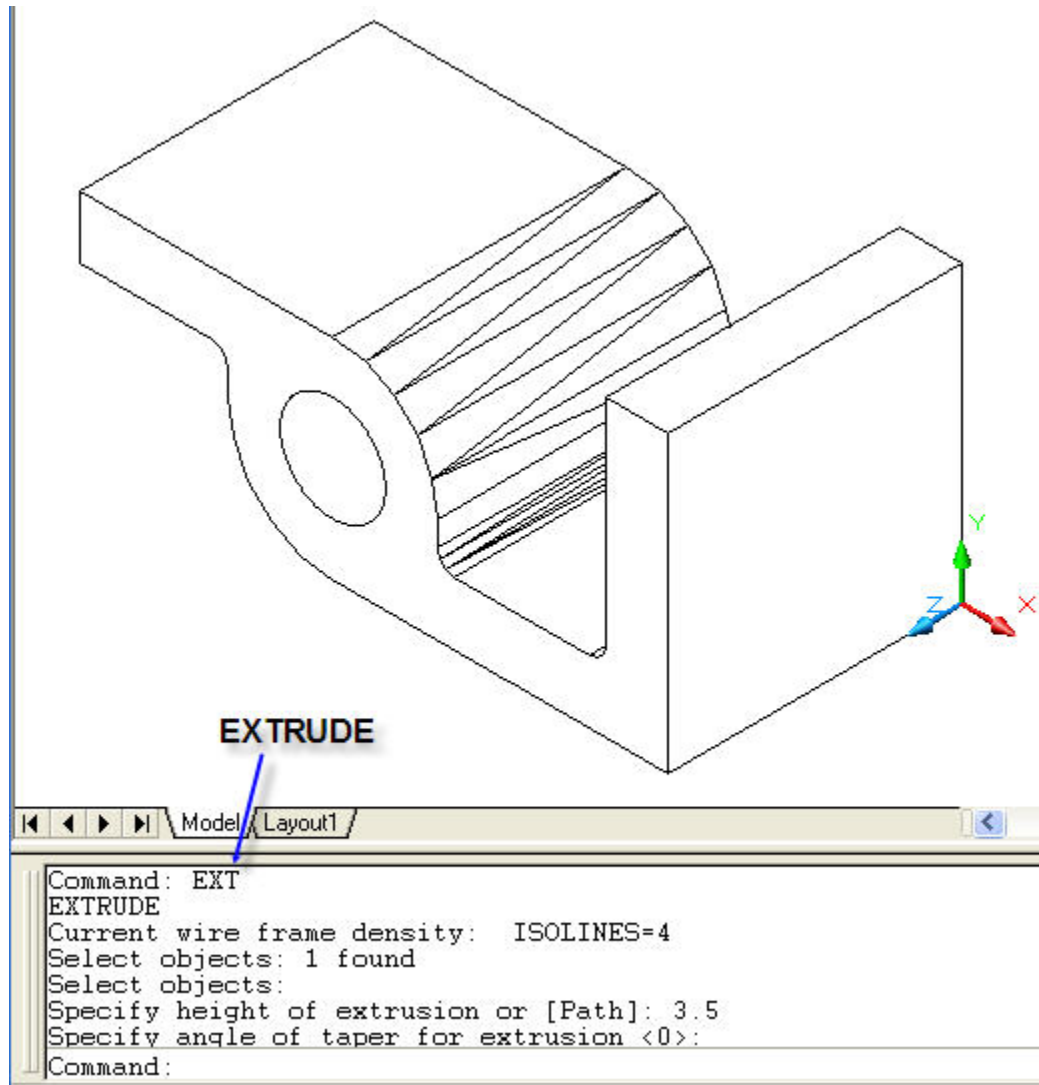 Y
Z
X
EXTRUDE
Model
Layout1
Command: EXT
EXTRUDE
Current wire frame density:  ISOLINES=4
Select objects: 1 found
Select objects:
Specify height of extrusion or [Path]: 3.5
Specify angle of taper for extrusion <0>:
Command: